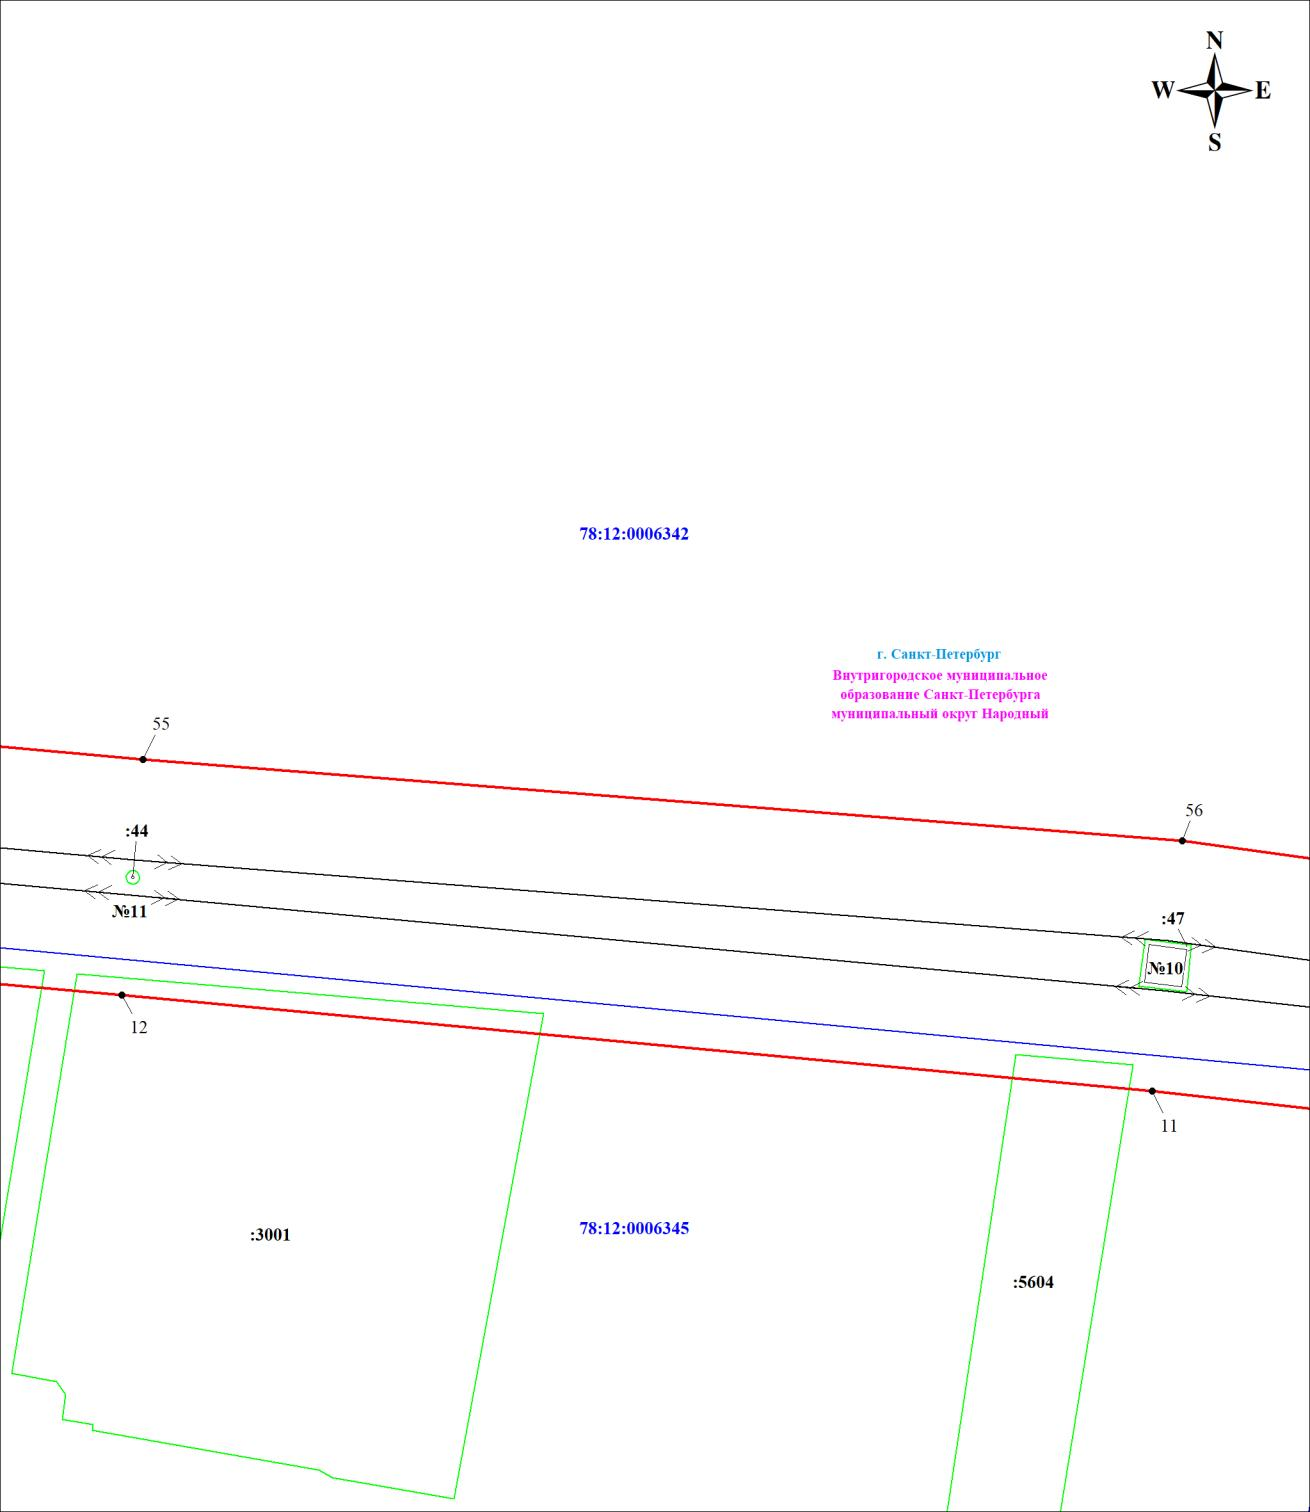 N
W E
S
78:12:0006342
г. Санкт-Петербург
Внутригородское муниципальное
образование Санкт-Петербурга
муниципальный округ Народный
55
56
:44
№11
:47
№10
12
11
:3001
78:12:0006345
:5604